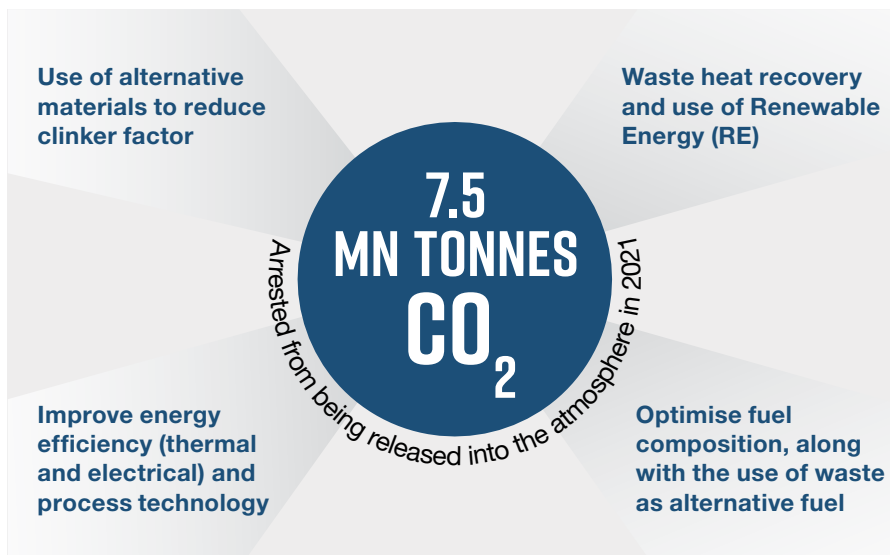 Use of alternative
materials to reduce
clinker factor
Waste heat recovery
and use of Renewable
Energy (RE)
7.5
MN TONNES
CO₂
Arrested from being released into the atmosphere in 2021
Improve energy
efficiency (thermal
and electrical) and
process technology
Optimise fuel
composition, along
with the use of waste
as alternative fuel